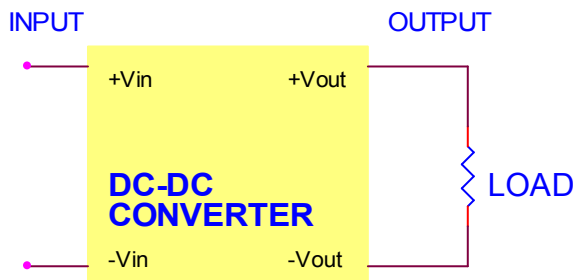 INPUT
OUTPUT
+Vin
+Vout
DC-DC
CONVERTER
LOAD
-Vin
-Vout